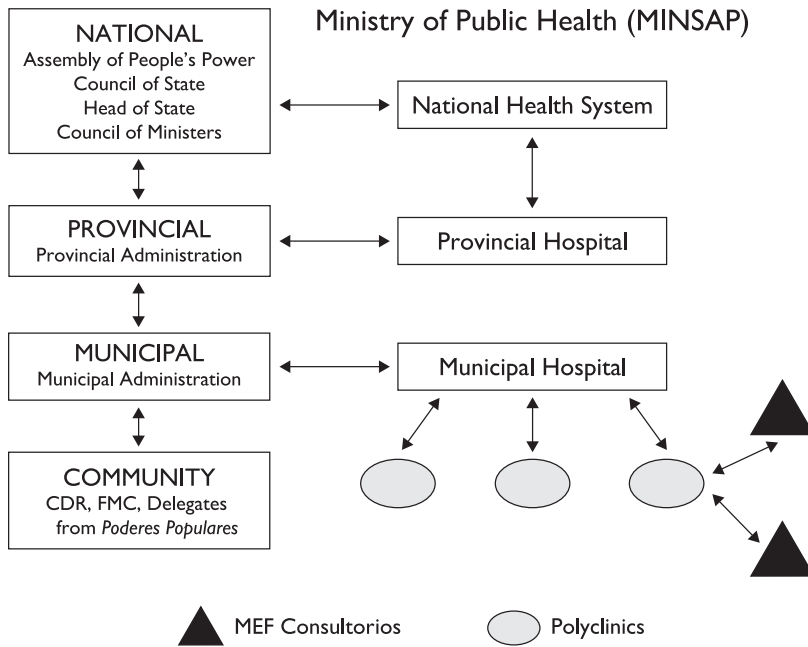 Ministry of Public Health (MINSAP)
NATIONAL
Assembly of People's Power
Council of State
Head of State
Council of Ministers
National Health System
PROVINCIAL
Provincial Administration
Provincial Hospital
MUNICIPAL
Municipal Administration
Municipal Hospital
COMMUNITY
CDR, FMC, Delegates
from Poderes Populares
MEF Consultorios
Polyclinics